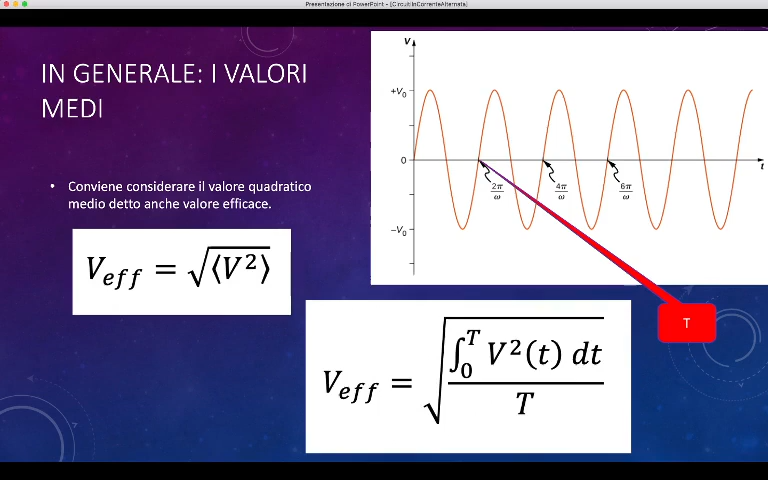 Presentazione di PowerPoint - [CircuitiInCorrenteAlternata]
IN GENERALE: I VALORI
MEDI
• Conviene considerare il valore quadratico
medio detto anche valore efficace.
V_eff = √⟨V²⟩
V_eff = √(∫₀ᵀ V²(t) dt / T)
V
+V₀
0
−V₀
t
2π/ω
4π/ω
6π/ω
T